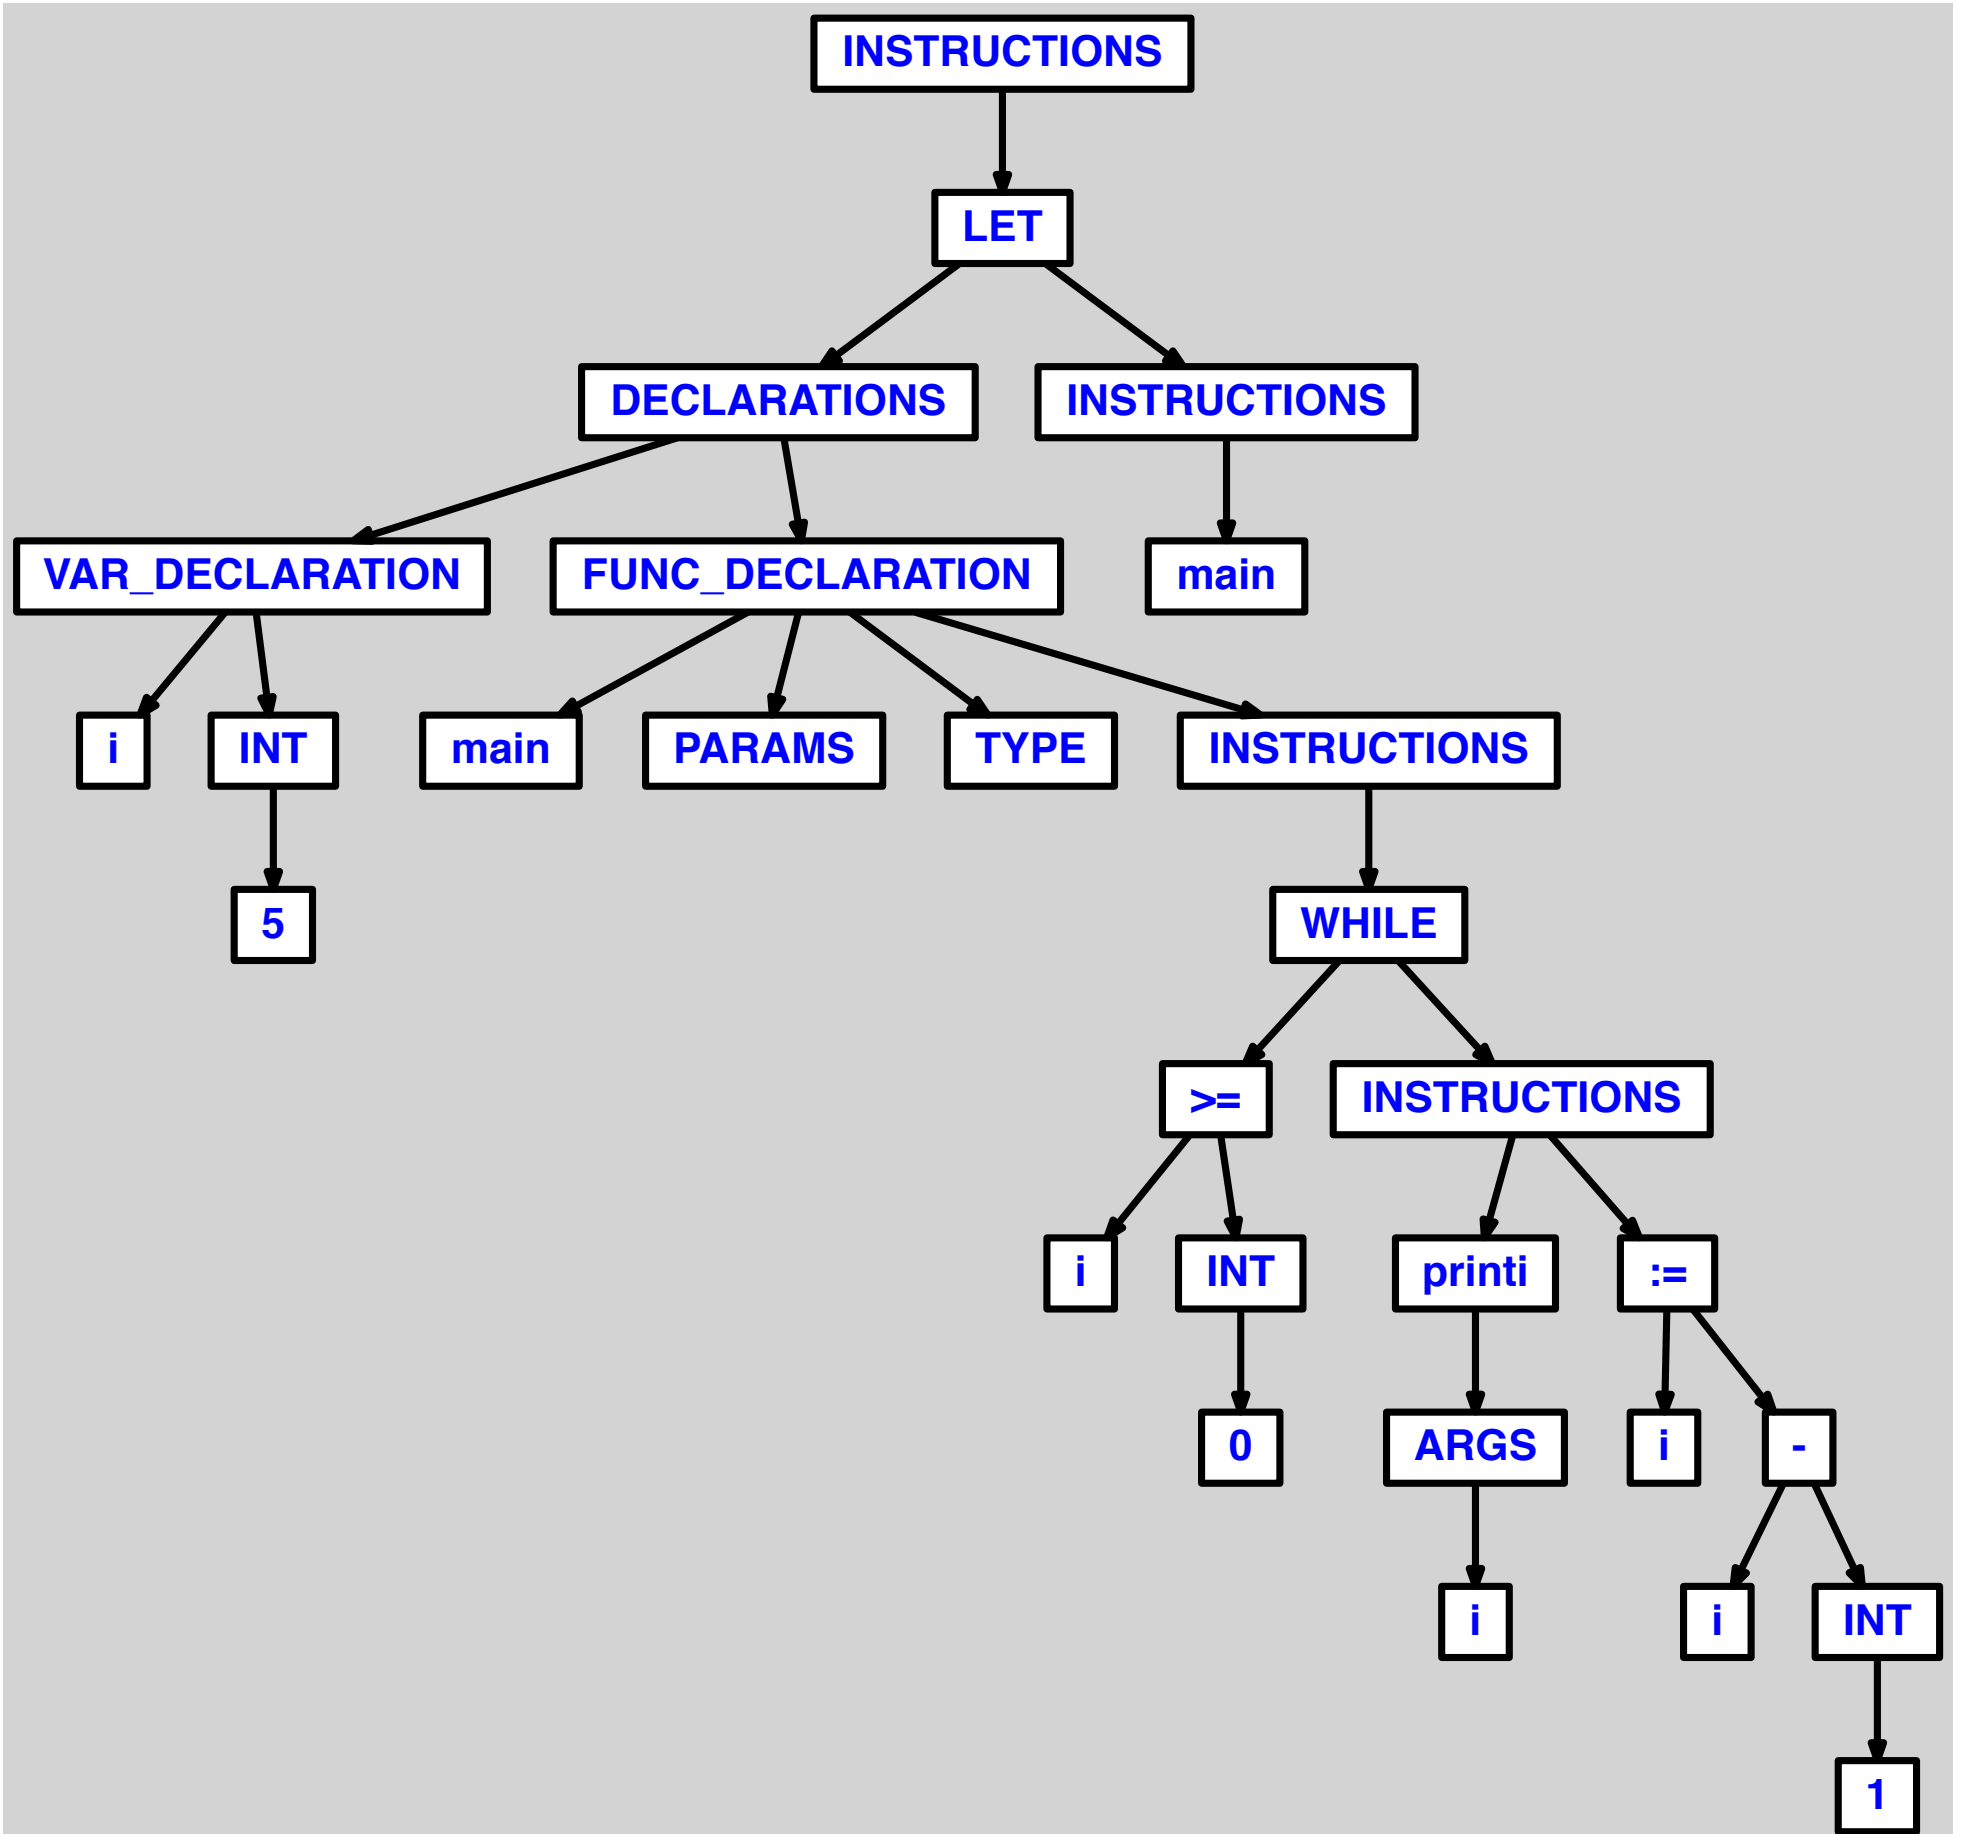 INSTRUCTIONS
LET
DECLARATIONS INSTRUCTIONS
VAR_DECLARATION FUNC_DECLARATION main
i INT main PARAMS TYPE INSTRUCTIONS
5 WHILE
>= INSTRUCTIONS
i INT printi :=
0 ARGS i -
i i INT
1